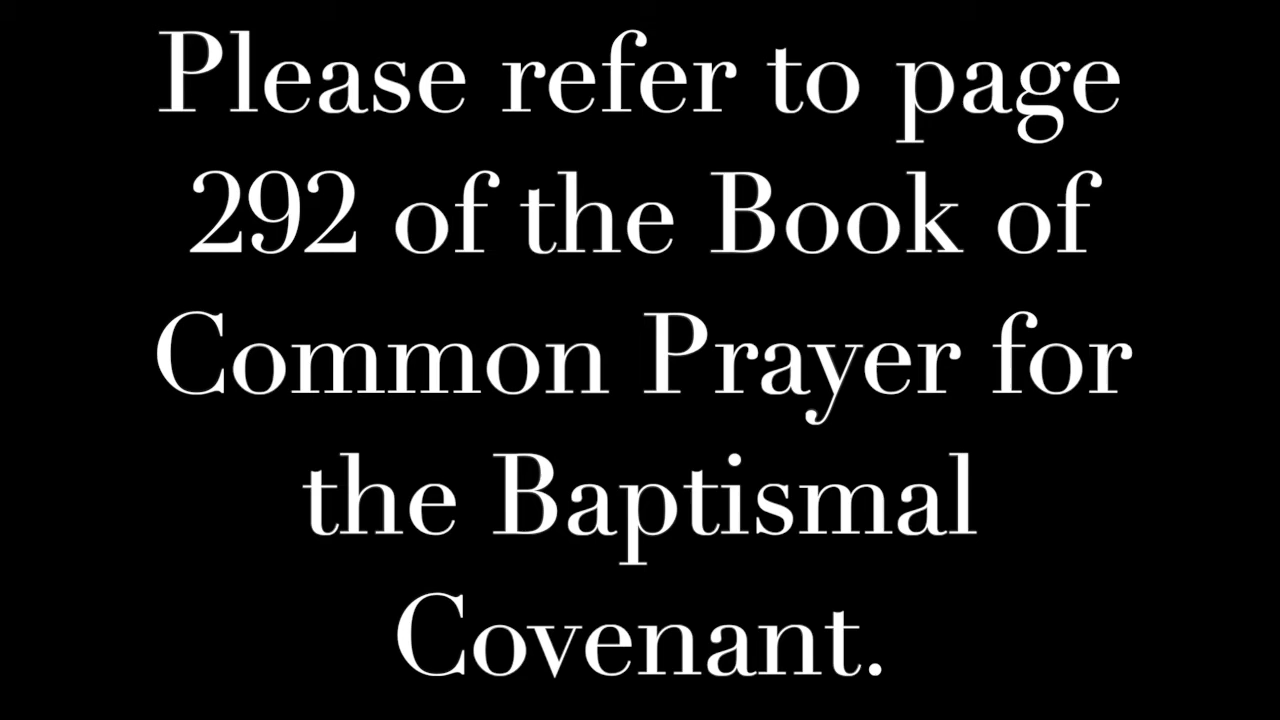 Please refer to page
292 of the Book of
Common Prayer for
the Baptismal
Covenant.